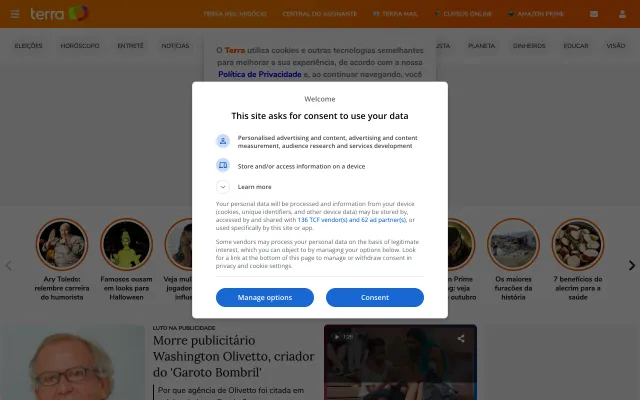 terra
TERRA MEU NEGÓCIO
CENTRAL DO ASSINANTE
TERRA MAIL
CURSOS ONLINE
AMAZON PRIME
ELEIÇÕES
HORÓSCOPO
ENTRETÊ
NOTÍCIAS
PLANETA
DINHEIROS
EDUCAR
VISÃO
O Terra utiliza cookies e outras tecnologias semelhantes
para melhorar a sua experiência, de acordo com a nossa
Política de Privacidade e, ao continuar navegando, você
Welcome
This site asks for consent to use your data
Personalised advertising and content, advertising and content
measurement, audience research and services development
Store and/or access information on a device
Learn more
Your personal data will be processed and information from your device
(cookies, unique identifiers, and other device data) may be stored by,
accessed by and shared with 136 TCF vendor(s) and 62 ad partner(s), or
used specifically by this site or app.
Some vendors may process your personal data on the basis of legitimate
interest, which you can object to by managing your options below. Look
for a link at the bottom of this page to manage or withdraw consent in
privacy and cookie settings.
Manage options
Consent
Ary Toledo:
relembre carreira
do humorista
Famosos ousam
em looks para
Halloween
Os maiores
furacões da
história
7 benefícios do
alecrim para a
saúde
LUTO NA PUBLICIDADE
Morre publicitário
Washington Olivetto, criador
do 'Garoto Bombril'
Por que agência de Olivetto foi citada em